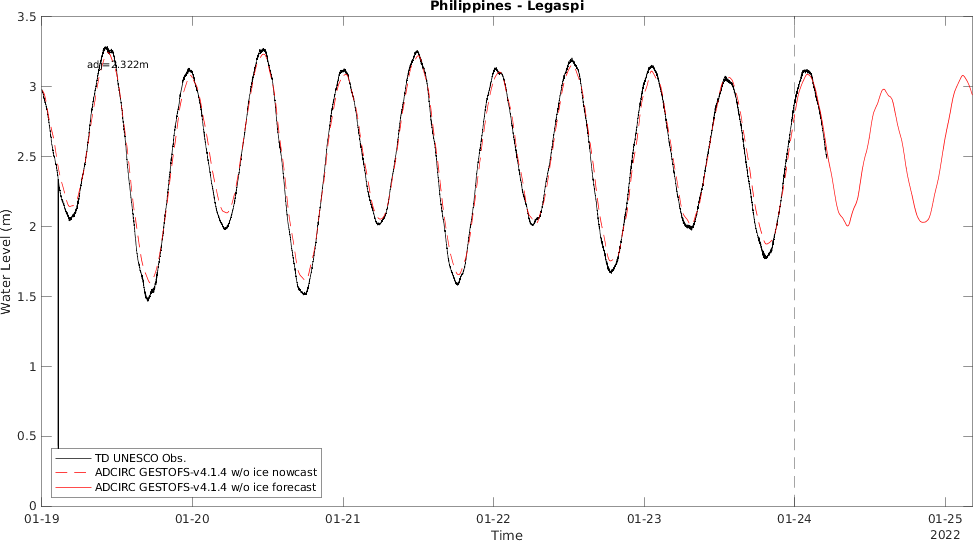 Philippines - Legaspi
3.5
adj=2.322m
3
2.5
2
Water Level (m)
1.5
1
0.5
TD UNESCO Obs.
ADCIRC GESTOFS-v4.1.4 w/o ice nowcast
ADCIRC GESTOFS-v4.1.4 w/o ice forecast
0
01-19 01-20 01-21 01-22 01-23 01-24 01-25
Time 2022